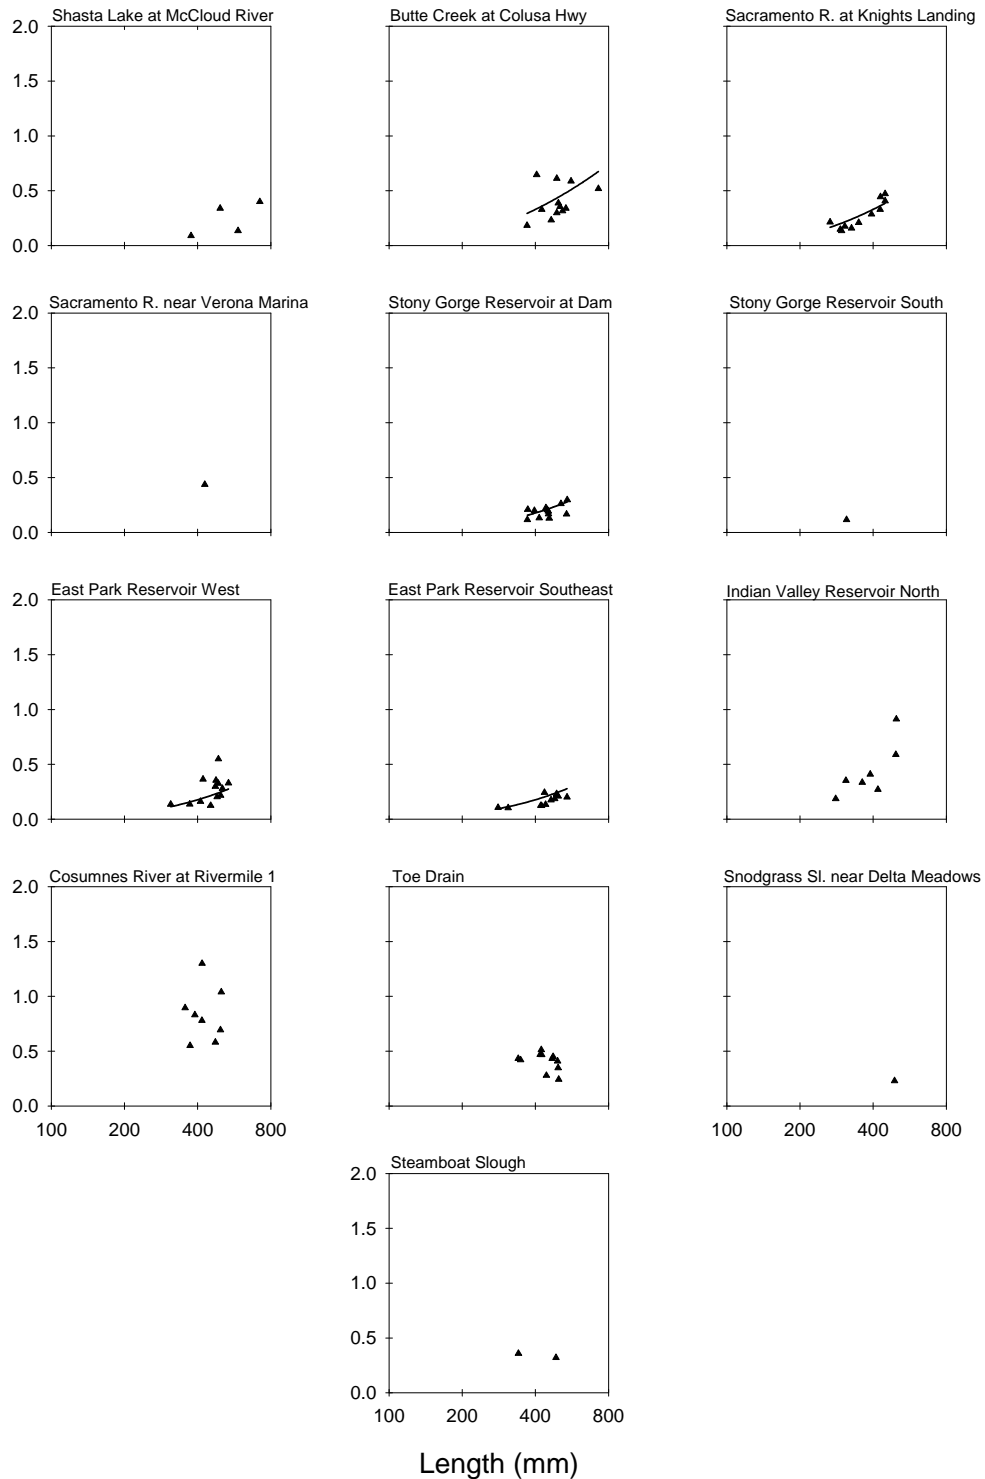 Shasta Lake at McCloud River
Butte Creek at Colusa Hwy
Sacramento R. at Knights Landing
2.0
1.5
1.0
0.5
0.0
Sacramento R. near Verona Marina
Stony Gorge Reservoir at Dam
Stony Gorge Reservoir South
2.0
1.5
1.0
0.5
0.0
East Park Reservoir West
East Park Reservoir Southeast
Indian Valley Reservoir North
2.0
1.5
1.0
0.5
0.0
Cosumnes River at Rivermile 1
Toe Drain
Snodgrass Sl. near Delta Meadows
2.0
1.5
1.0
0.5
0.0
100 200 400 800
100 200 400 800
100 200 400 800
Steamboat Slough
2.0
1.5
1.0
0.5
0.0
100 200 400 800
Length (mm)